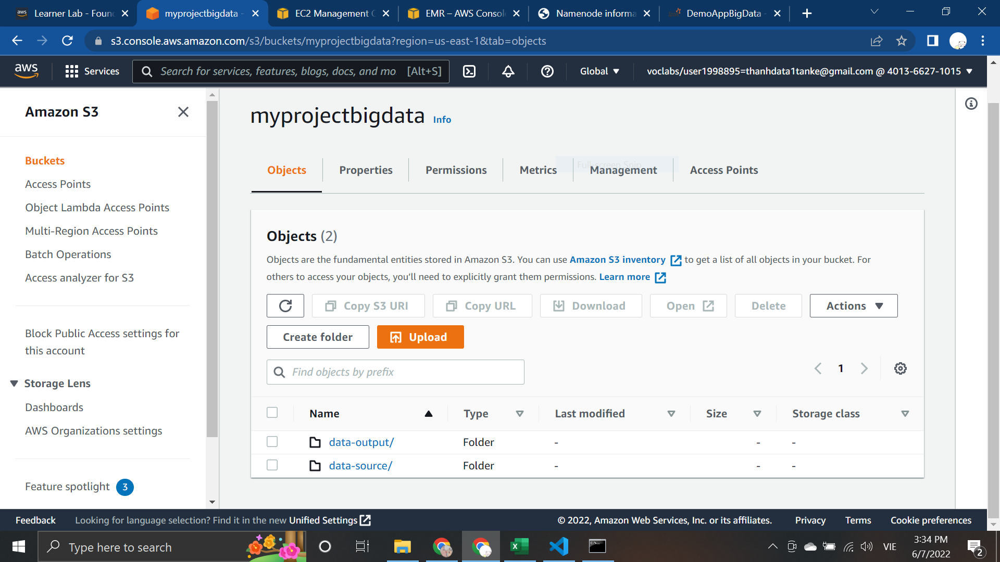 Learner Lab - Foun
myprojectbigdata -
EC2 Management C
EMR – AWS Consol
Namenode informa
DemoAppBigData -
s3.console.aws.amazon.com/s3/buckets/myprojectbigdata?region=us-east-1&tab=objects
aws
Services
Search for services, features, blogs, docs, and mo
[Alt+S]
Global
voclabs/user1998895=thanhdata1tanke@gmail.com @ 4013-6627-1015
Amazon S3
Buckets
Access Points
Object Lambda Access Points
Multi-Region Access Points
Batch Operations
Access analyzer for S3
Block Public Access settings for
this account
Storage Lens
Dashboards
AWS Organizations settings
Feature spotlight 3
myprojectbigdata Info
Objects
Properties
Permissions
Metrics
Management
Access Points
Full-screen Snip
Objects (2)
Objects are the fundamental entities stored in Amazon S3. You can use Amazon S3 inventory to get a list of all objects in your bucket. For
others to access your objects, you’ll need to explicitly grant them permissions. Learn more
Copy S3 URI
Copy URL
Download
Open
Delete
Actions
Create folder
Upload
Find objects by prefix
1
Name Type Last modified Size Storage class
data-output/ Folder - - -
data-source/ Folder - - -
Feedback
Looking for language selection? Find it in the new Unified Settings
© 2022, Amazon Web Services, Inc. or its affiliates.
Privacy
Terms
Cookie preferences
Type here to search
VIE
3:34 PM
6/7/2022
2